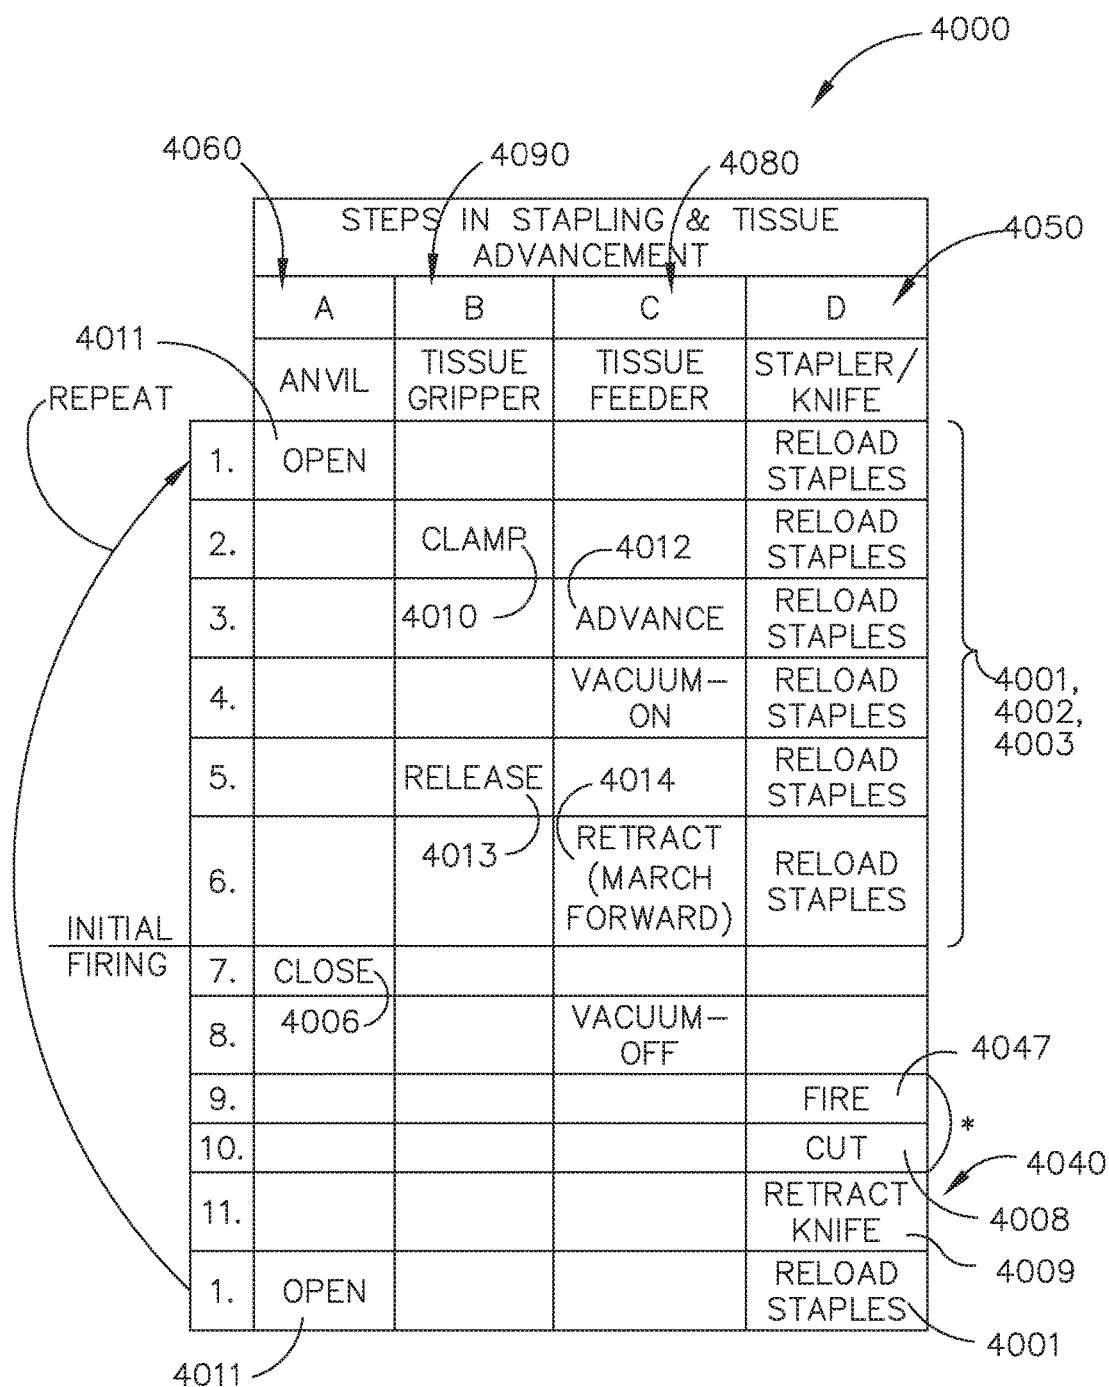 4000
4060
4090
4080
STEPS IN STAPLING & TISSUE
ADVANCEMENT
4050
A B C D
4011
ANVIL
TISSUE
GRIPPER
TISSUE
FEEDER
STAPLER/
KNIFE
REPEAT
1. OPEN
RELOAD
STAPLES
2. CLAMP
4012
RELOAD
STAPLES
3.
4010
ADVANCE
RELOAD
STAPLES
4.
VACUUM-
ON
RELOAD
STAPLES
4001,
4002,
4003
5. RELEASE
4014
RELOAD
STAPLES
6.
4013
RETRACT
(MARCH
FORWARD)
RELOAD
STAPLES
INITIAL
FIRING
7. CLOSE
8.
4006
VACUUM-
OFF
4047
9. FIRE
*
10. CUT
4040
11.
RETRACT
KNIFE
4008
4009
1. OPEN
RELOAD
STAPLES
4001
4011